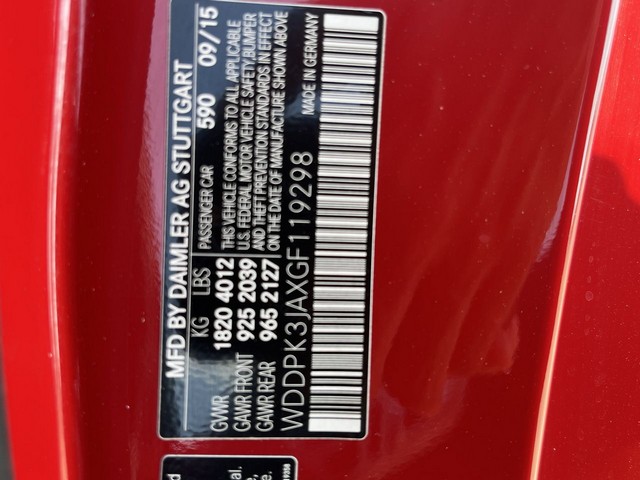 MFD BY DAIMLER AG STUTTGART
KG LBS PASSENGER CAR 590 09/15
GVWR 1820 4012 THIS VEHICLE CONFORMS TO ALL APPLICABLE
GAWR FRONT 925 2039 U.S. FEDERAL MOTOR VEHICLE SAFETY,BUMPER
GAWR REAR 965 2127 AND THEFT PREVENTION STANDARDS IN EFFECT
ON THE DATE OF MANUFACTURE SHOWN ABOVE
WDDPK3JAXGF119298 MADE IN GERMANY